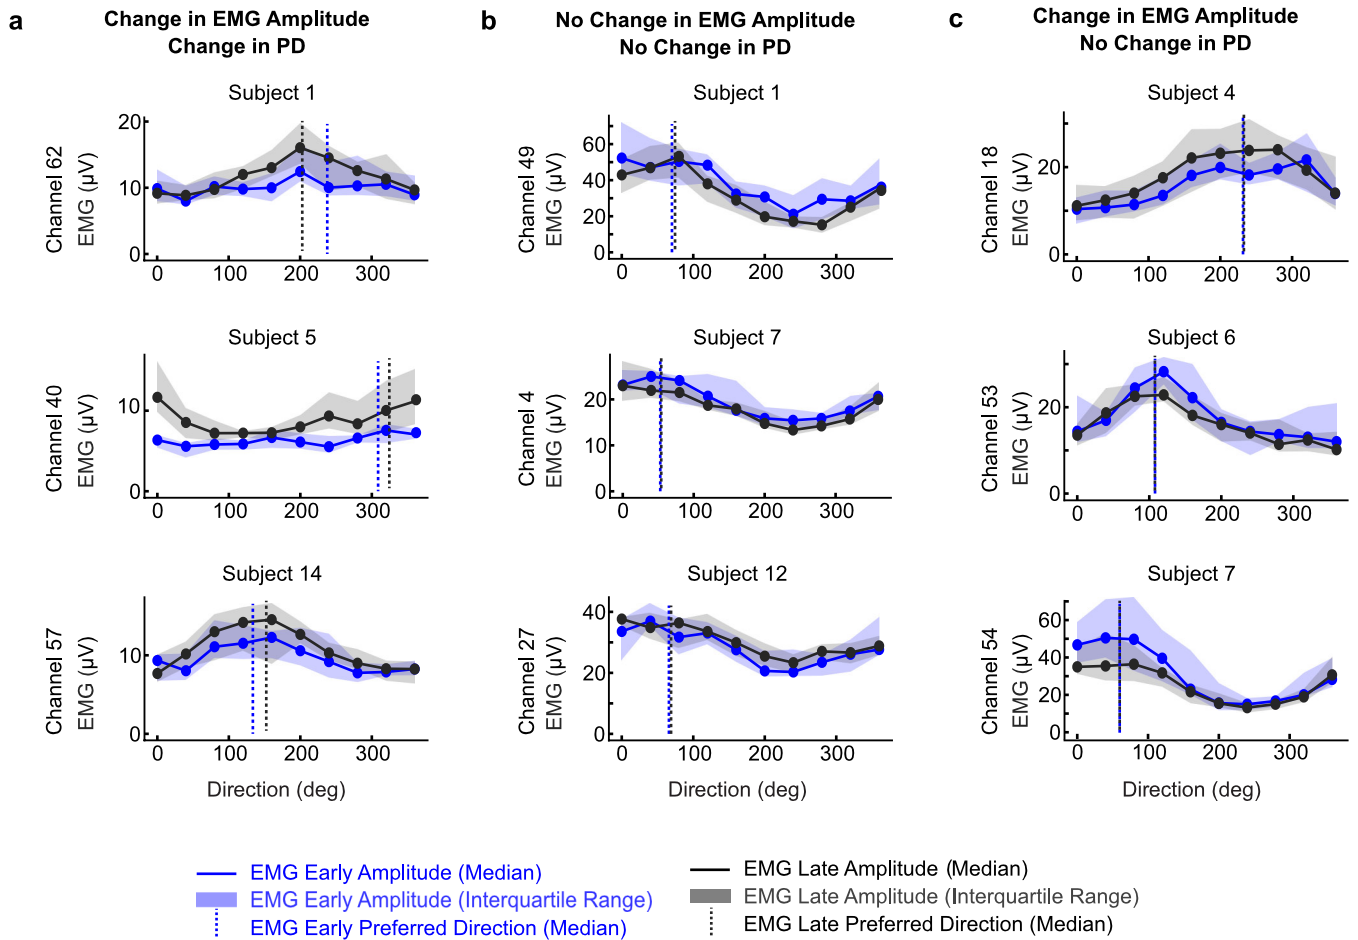 a
Change in EMG Amplitude
Change in PD
b
No Change in EMG Amplitude
No Change in PD
c
Change in EMG Amplitude
No Change in PD
Subject 1
Channel 62
EMG (µV)
20
10
0
0 100 200 300
Subject 1
Channel 49
EMG (µV)
60
40
20
0
0 100 200 300
Subject 4
Channel 18
EMG (µV)
20
0
0 100 200 300
Subject 5
Channel 40
EMG (µV)
10
0
0 100 200 300
Subject 7
Channel 4
EMG (µV)
20
10
0
0 100 200 300
Subject 6
Channel 53
EMG (µV)
20
0
0 100 200 300
Subject 14
Channel 57
EMG (µV)
10
0
0 100 200 300
Direction (deg)
Subject 12
Channel 27
EMG (µV)
40
20
0
0 100 200 300
Direction (deg)
Subject 7
Channel 54
EMG (µV)
60
40
20
0
0 100 200 300
Direction (deg)
EMG Early Amplitude (Median)
EMG Early Amplitude (Interquartile Range)
EMG Early Preferred Direction (Median)
EMG Late Amplitude (Median)
EMG Late Amplitude (Interquartile Range)
EMG Late Preferred Direction (Median)